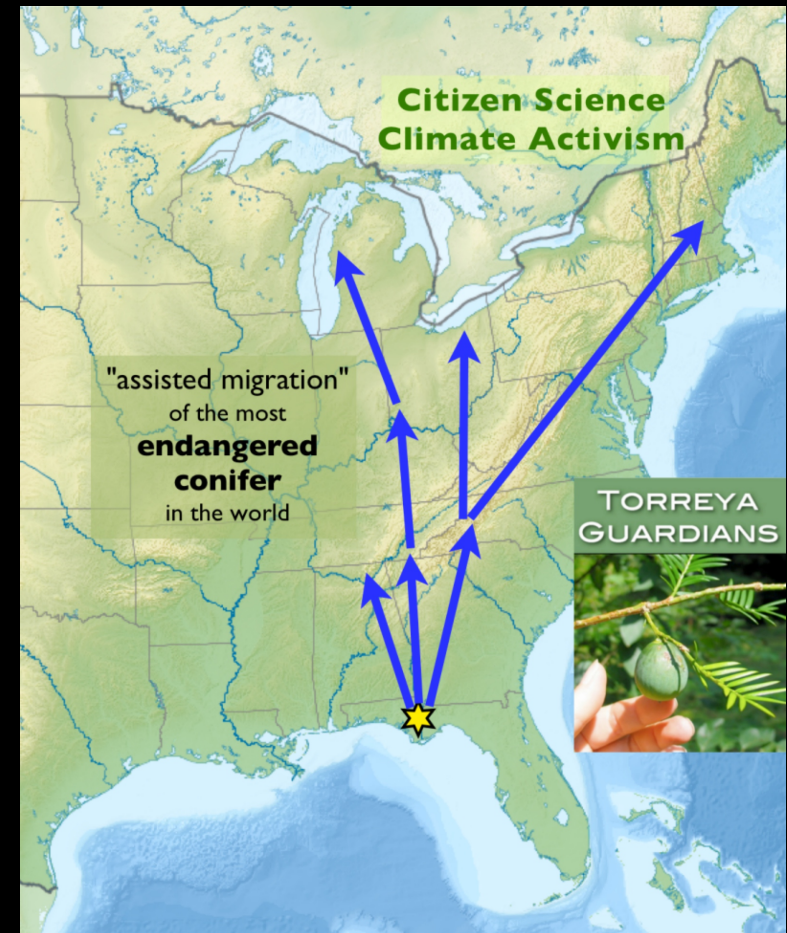 Citizen Science
Climate Activism
"assisted migration"
of the most
endangered
conifer
in the world
TORREYA
GUARDIANS